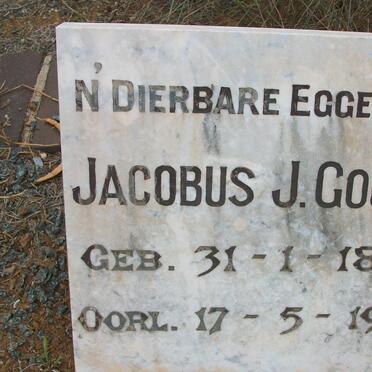 'N DIERBARE EGGE
JACOBUS J. GO
GEB. 31-1-18
OORL. 17-5-19